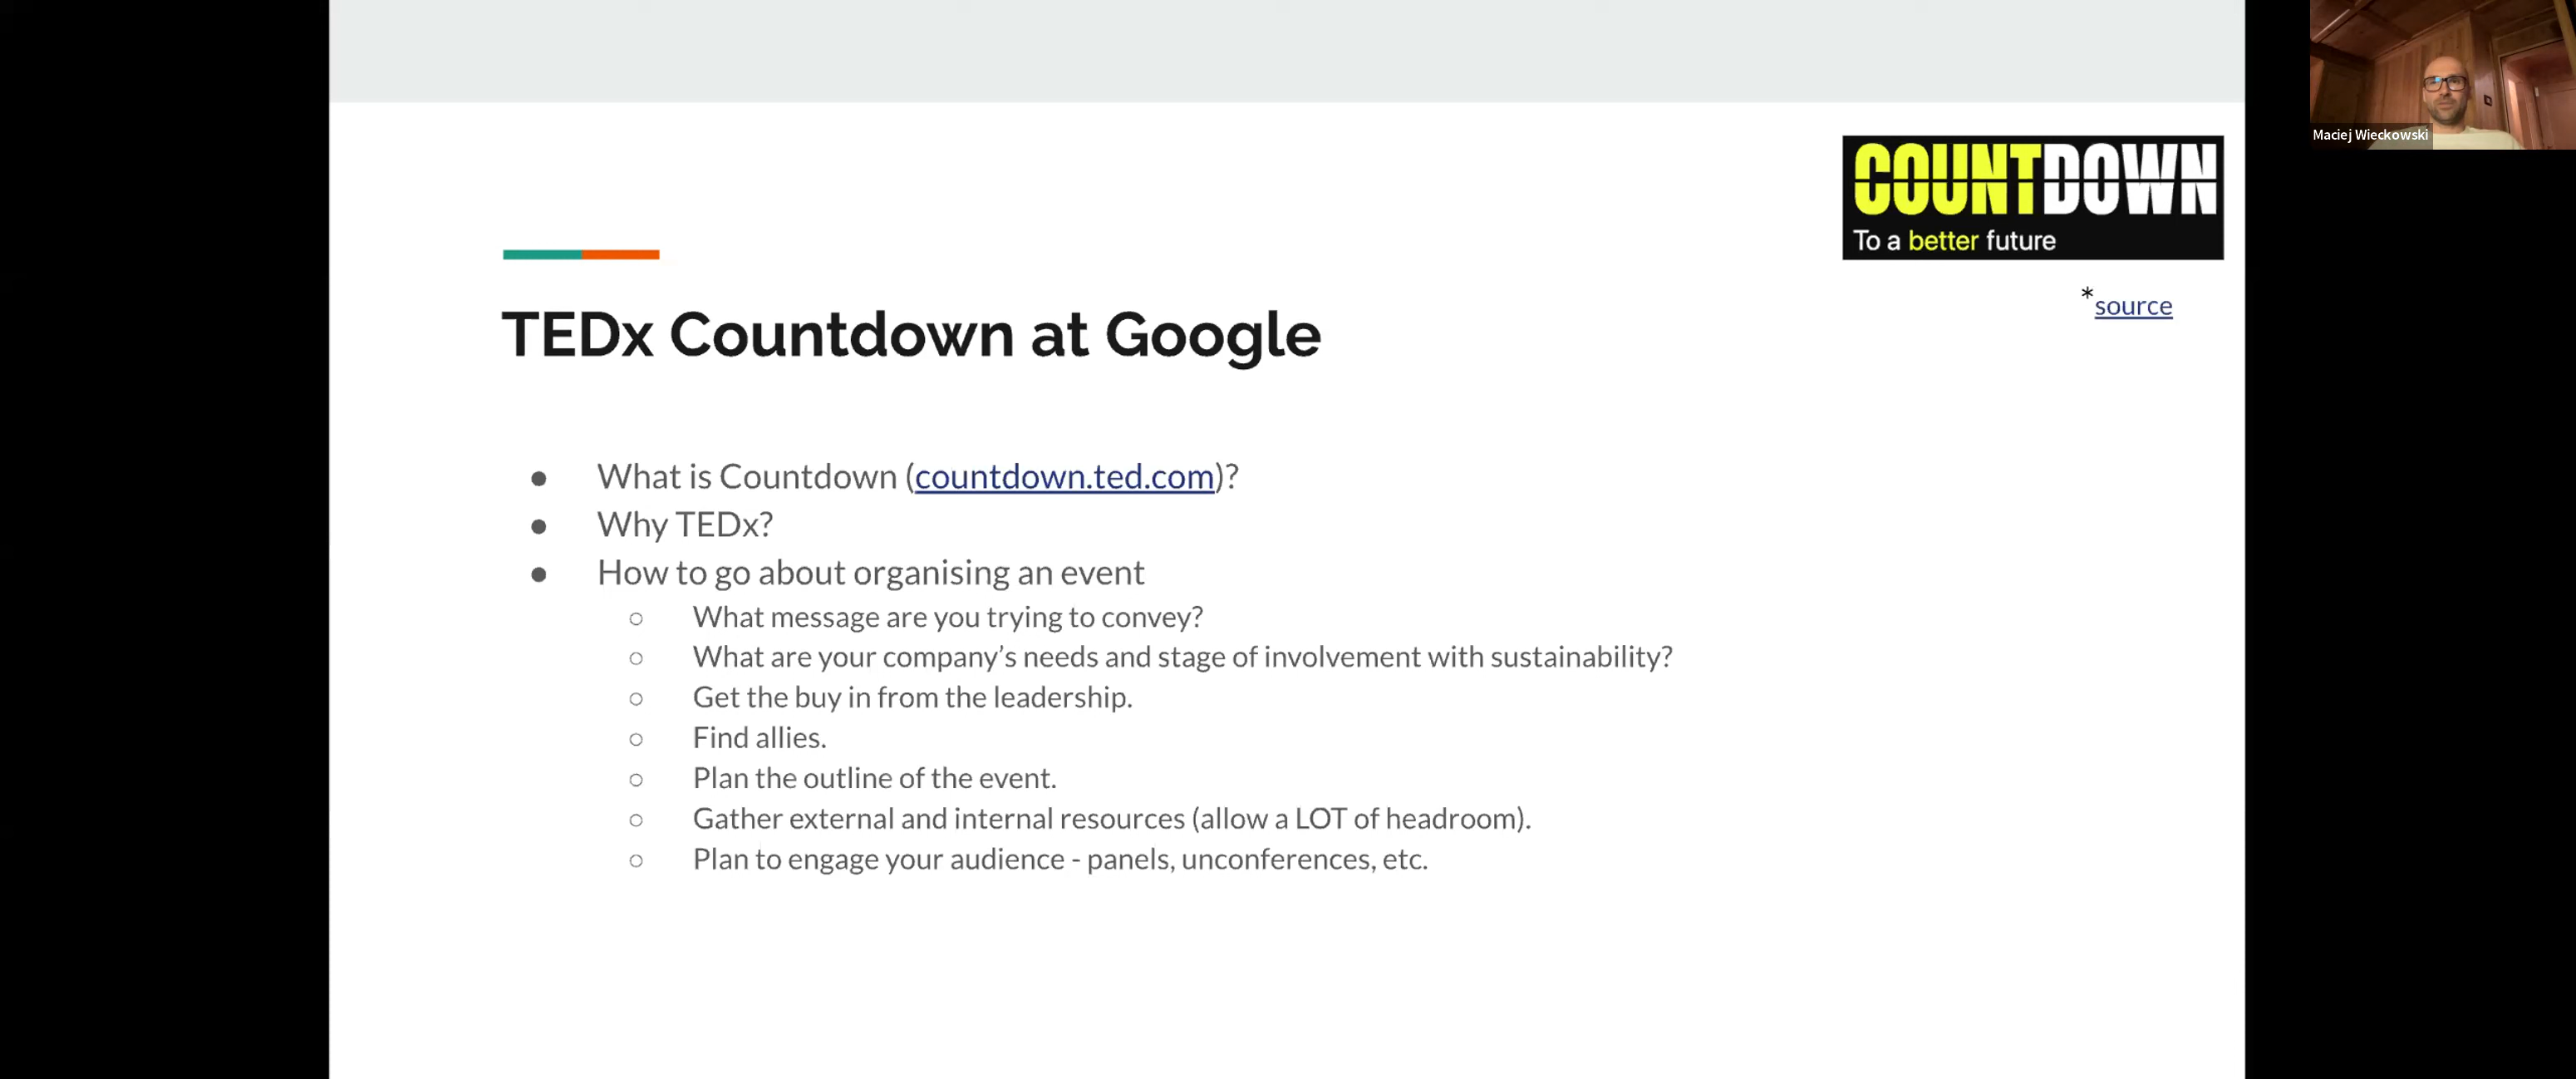 COUNTDOWN
To a better future
Maciej Wieckowski
*source
TEDx Countdown at Google
● What is Countdown (countdown.ted.com)?
● Why TEDx?
● How to go about organising an event
○ What message are you trying to convey?
○ What are your company’s needs and stage of involvement with sustainability?
○ Get the buy in from the leadership.
○ Find allies.
○ Plan the outline of the event.
○ Gather external and internal resources (allow a LOT of headroom).
○ Plan to engage your audience - panels, unconferences, etc.